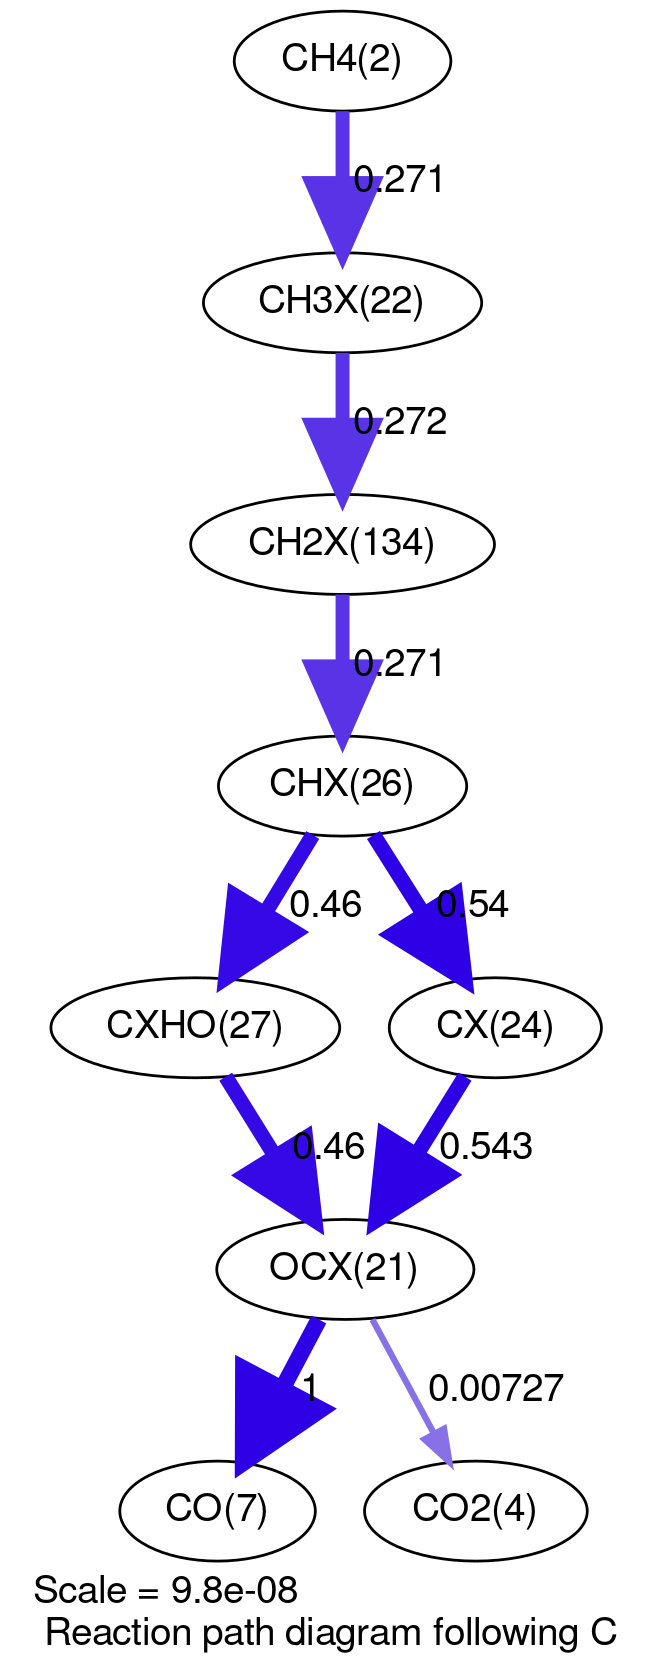 CH4(2)
0.271
CH3X(22)
0.272
CH2X(134)
0.271
CHX(26)
0.46
0.54
CXHO(27)
CX(24)
0.46
0.543
OCX(21)
1
0.00727
CO(7)
CO2(4)
Scale = 9.8e-08
Reaction path diagram following C